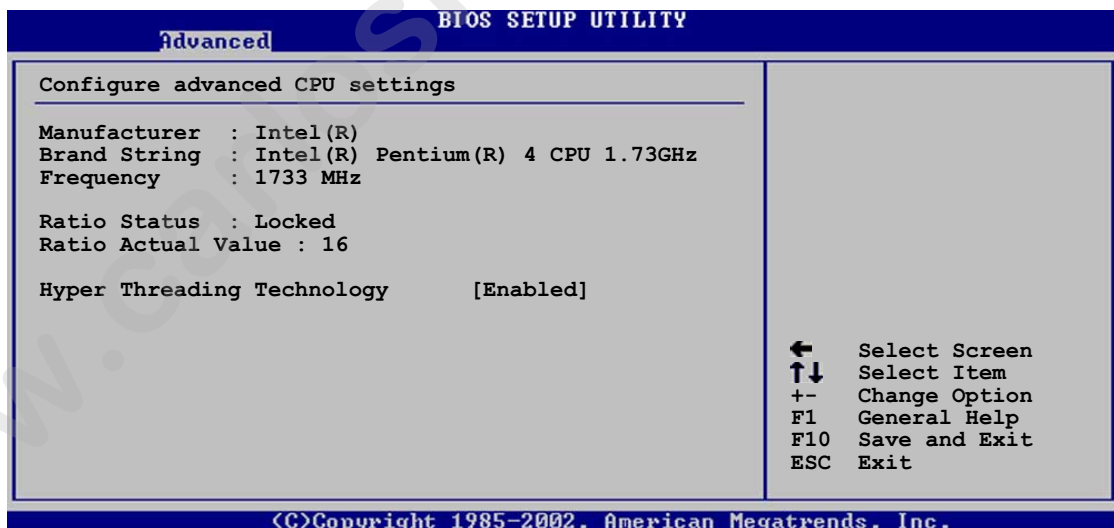 BIOS SETUP UTILITY
Advanced
Configure advanced CPU settings
Manufacturer : Intel(R)
Brand String : Intel(R) Pentium(R) 4 CPU 1.73GHz
Frequency : 1733 MHz
Ratio Status : Locked
Ratio Actual Value : 16
Hyper Threading Technology [Enabled]
← Select Screen
↑↓ Select Item
+- Change Option
F1 General Help
F10 Save and Exit
ESC Exit
(C)Copyright 1985-2002, American Megatrends, Inc.